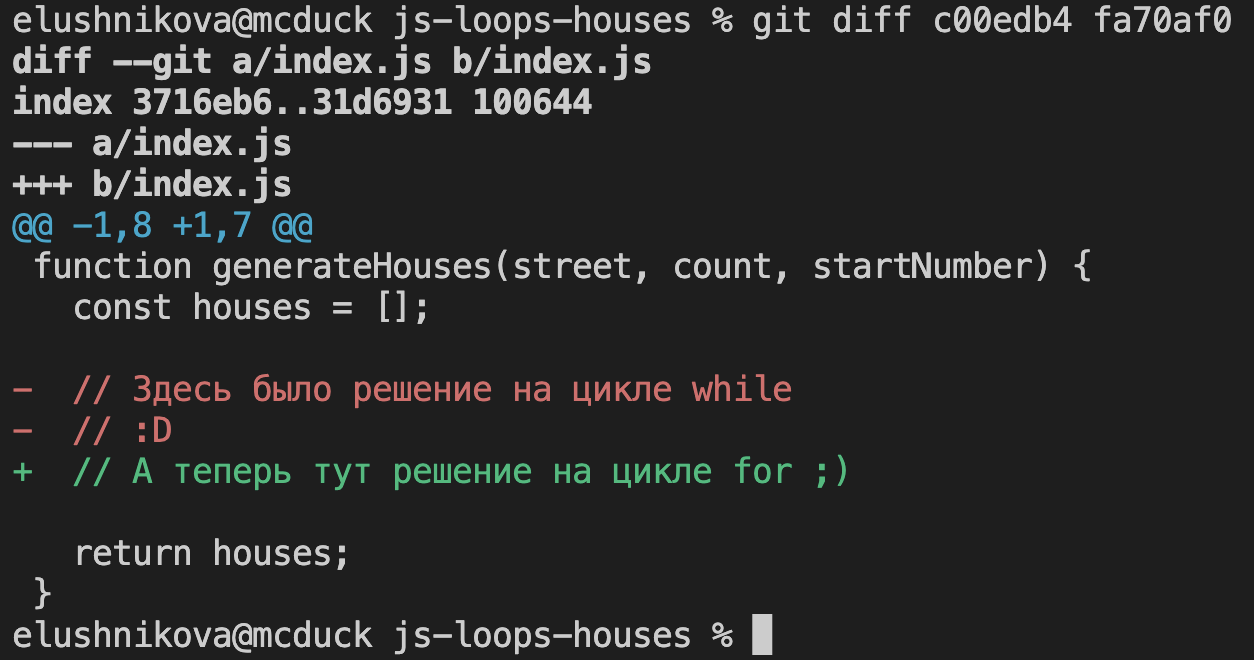 elushnikova@mcduck js-loops-houses % git diff c00edb4 fa70af0
diff --git a/index.js b/index.js
index 3716eb6..31d6931 100644
--- a/index.js
+++ b/index.js
@@ -1,8 +1,7 @@
 function generateHouses(street, count, startNumber) {
   const houses = [];

-  // Здесь было решение на цикле while
-  // :D
+  // А теперь тут решение на цикле for ;)

   return houses;
 }
elushnikova@mcduck js-loops-houses %